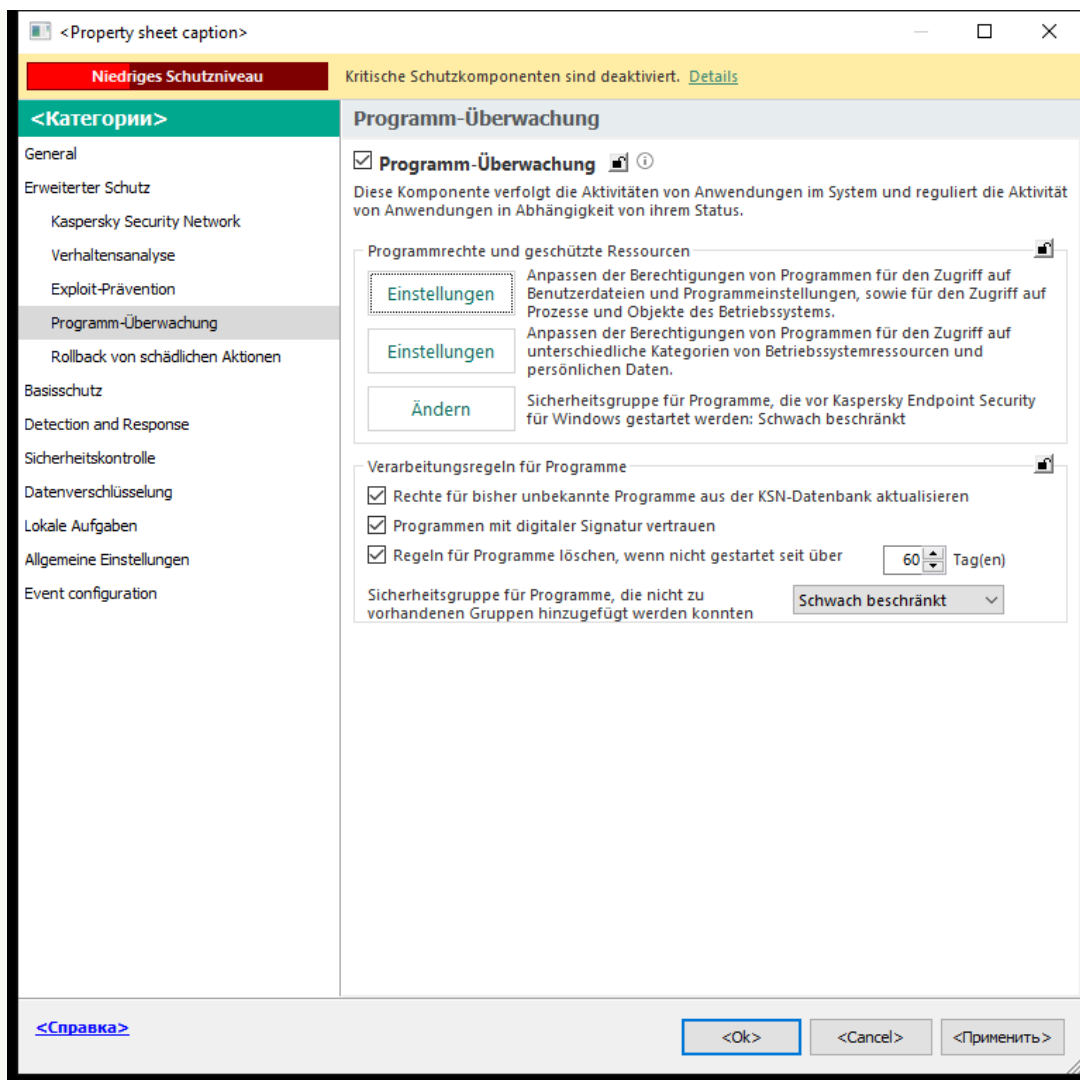 <Property sheet caption>
Niedriges Schutzniveau
Kritische Schutzkomponenten sind deaktiviert. Details
<Категории>
General
Erweiterter Schutz
Kaspersky Security Network
Verhaltensanalyse
Exploit-Prävention
Programm-Überwachung
Rollback von schädlichen Aktionen
Basisschutz
Detection and Response
Sicherheitskontrolle
Datenverschlüsselung
Lokale Aufgaben
Allgemeine Einstellungen
Event configuration
Programm-Überwachung
Programm-Überwachung
Diese Komponente verfolgt die Aktivitäten von Anwendungen im System und reguliert die Aktivität
von Anwendungen in Abhängigkeit von ihrem Status.
Programmrechte und geschützte Ressourcen
Einstellungen
Anpassen der Berechtigungen von Programmen für den Zugriff auf
Benutzerdateien und Programmeinstellungen, sowie für den Zugriff auf
Prozesse und Objekte des Betriebssystems.
Einstellungen
Anpassen der Berechtigungen von Programmen für den Zugriff auf
unterschiedliche Kategorien von Betriebssystemressourcen und
persönlichen Daten.
Ändern
Sicherheitsgruppe für Programme, die vor Kaspersky Endpoint Security
für Windows gestartet werden: Schwach beschränkt
Verarbeitungsregeln für Programme
Rechte für bisher unbekannte Programme aus der KSN-Datenbank aktualisieren
Programmen mit digitaler Signatur vertrauen
Regeln für Programme löschen, wenn nicht gestartet seit über 60 Tag(en)
Sicherheitsgruppe für Programme, die nicht zu
vorhandenen Gruppen hinzugefügt werden konnten
Schwach beschränkt
<Справка>
<Ok>
<Cancel>
<Применить>